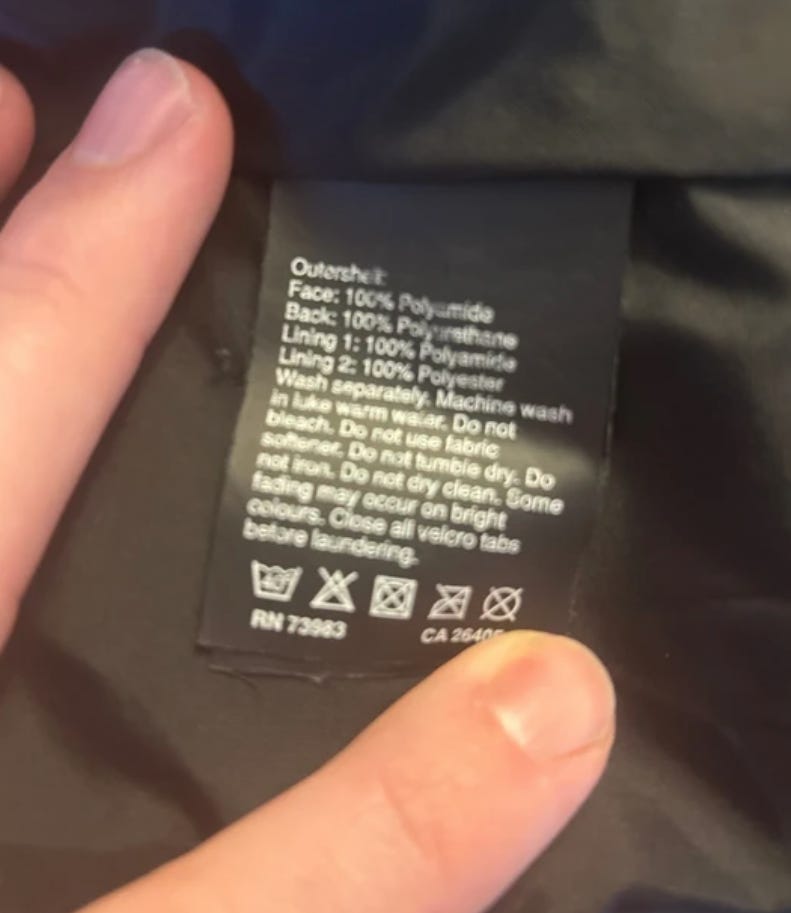 Outershell:
Face: 100% Polyamide
Back: 100% Polyurethane
Lining 1: 100% Polyamide
Lining 2: 100% Polyester
Wash separately. Machine wash
in luke warm water. Do not
bleach. Do not use fabric
softener. Do not tumble dry. Do
not iron. Do not dry clean. Some
fading may occur on bright
colours. Close all velcro tabs
before laundering.
RN 73983 CA